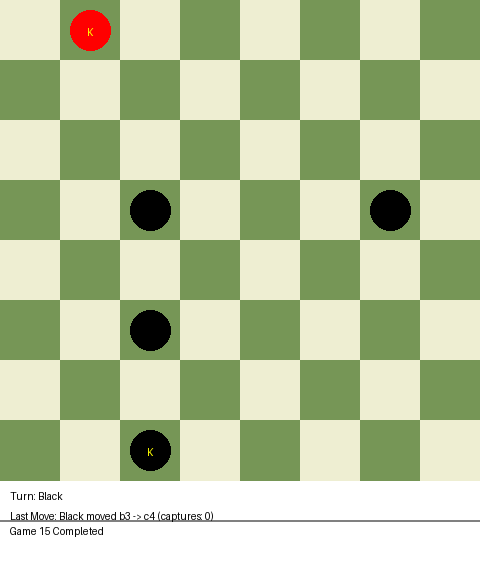 K
K
Turn: Black
Last Move: Black moved b3 -> c4 (captures: 0)
Game 15 Completed